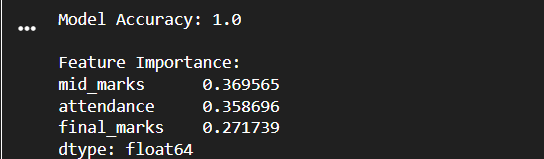 Model Accuracy: 1.0
Feature Importance:
mid_marks 0.369565
attendance 0.358696
final_marks 0.271739
dtype: float64